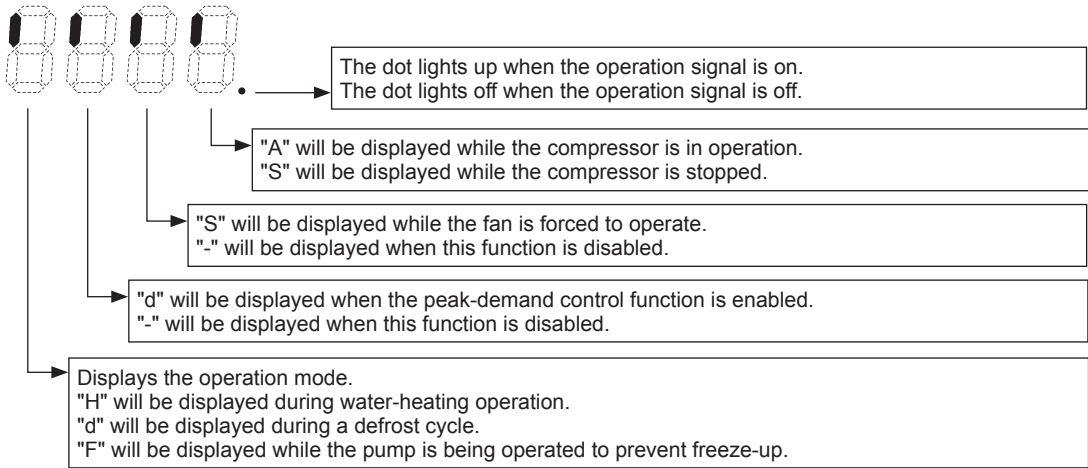 The dot lights up when the operation signal is on.
The dot lights off when the operation signal is off.
"A" will be displayed while the compressor is in operation.
"S" will be displayed while the compressor is stopped.
"S" will be displayed while the fan is forced to operate.
"-" will be displayed when this function is disabled.
"d" will be displayed when the peak-demand control function is enabled.
"-" will be displayed when this function is disabled.
Displays the operation mode.
"H" will be displayed during water-heating operation.
"d" will be displayed during a defrost cycle.
"F" will be displayed while the pump is being operated to prevent freeze-up.